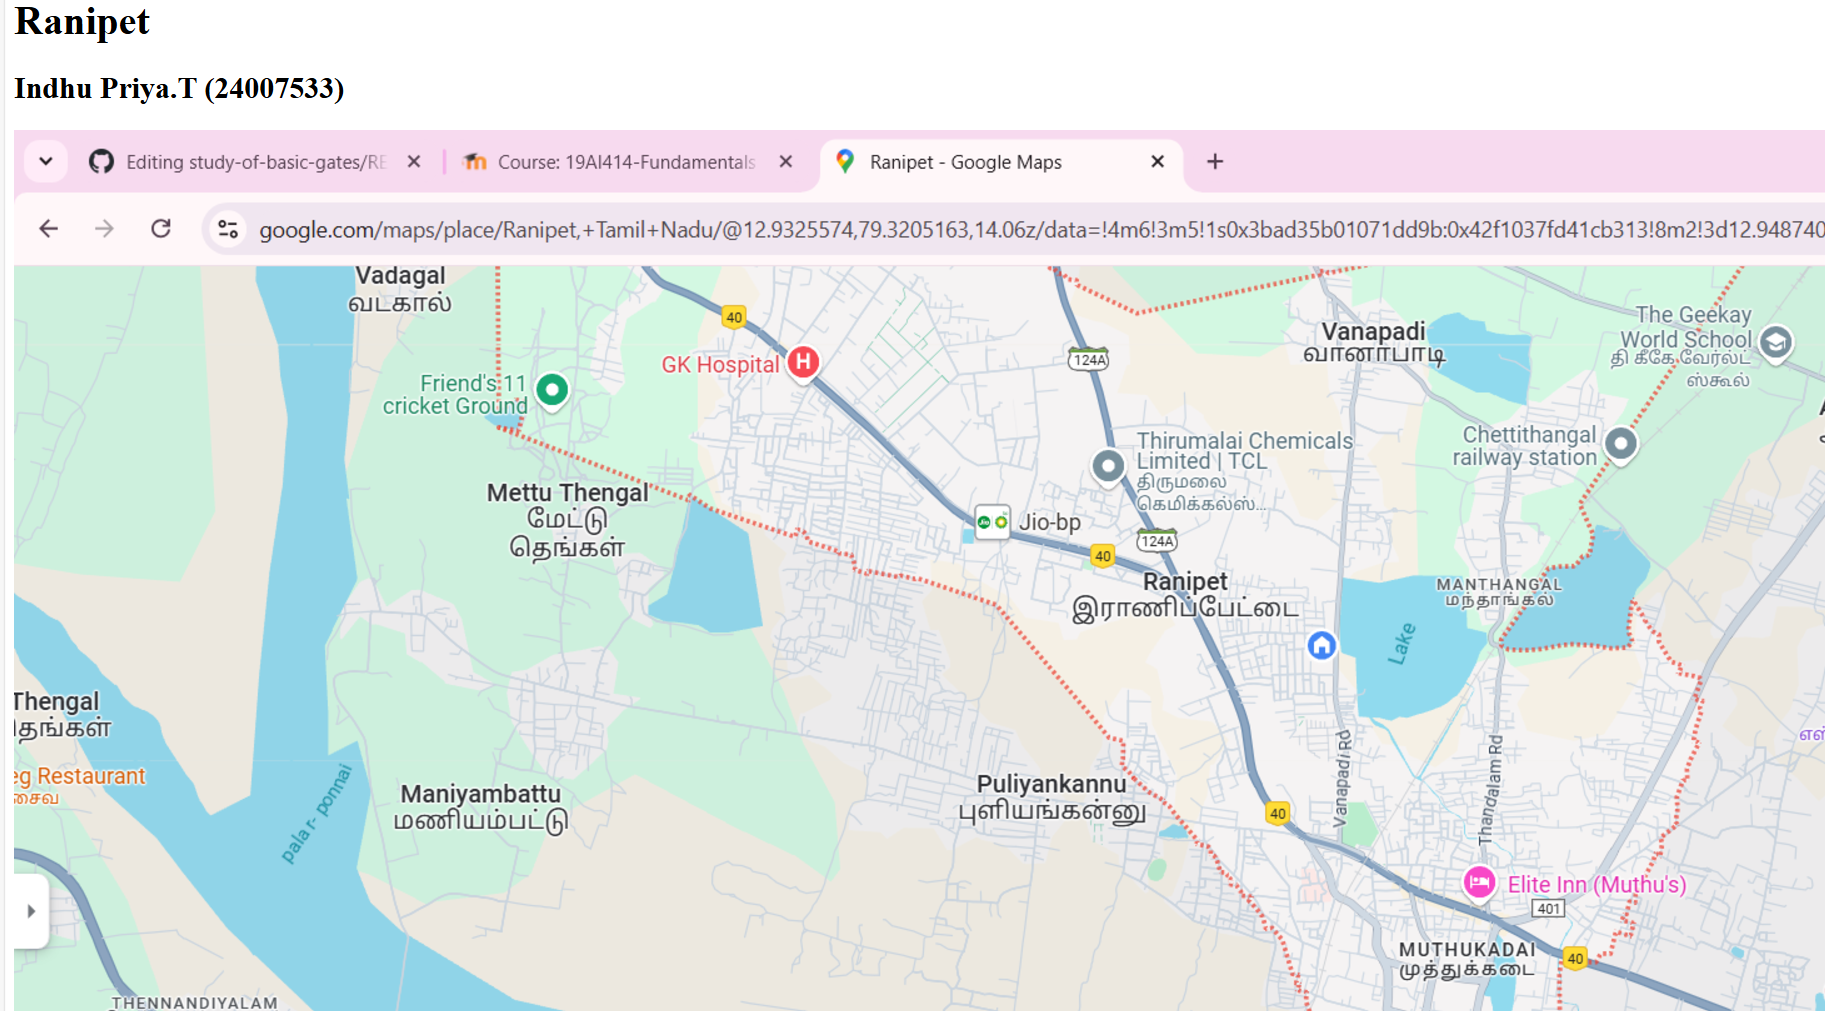 Ranipet
Indhu Priya.T (24007533)
Editing study-of-basic-gates/RE
Course: 19AI414-Fundamentals
Ranipet - Google Maps
google.com/maps/place/Ranipet,+Tamil+Nadu/@12.9325574,79.3205163,14.06z/data=!4m6!3m5!1s0x3bad35b01071dd9b:0x42f1037fd41cb313!8m2!3d12.948740
Vadagal
வடகால்
40
GK Hospital
H
Friend's 11
cricket Ground
124A
Vanapadi
வானாபாடி
The Geekay
World School
தி கீகே வேர்ல்ட்
ஸ்கூல்
Chettithangal
railway station
Thirumalai Chemicals
Limited | TCL
திருமலை
கெமிக்கல்ஸ்...
Mettu Thengal
மேட்டு
தெங்கள்
Jio-bp
40
124A
Ranipet
இராணிப்பேட்டை
MANTHANGAL
மந்தாங்கல்
Lake
Thengal
தெங்கள்
eg Restaurant
சைவ
palar- ponnai
Maniyambattu
மணியம்பட்டு
Puliyankannu
புளியங்கன்னு
Vanapadi Rd
Thandalam Rd
எஸ்
40
Elite Inn (Muthu's)
401
MUTHUKADAI
முத்துக்கடை
40
THENNANDIYALAM